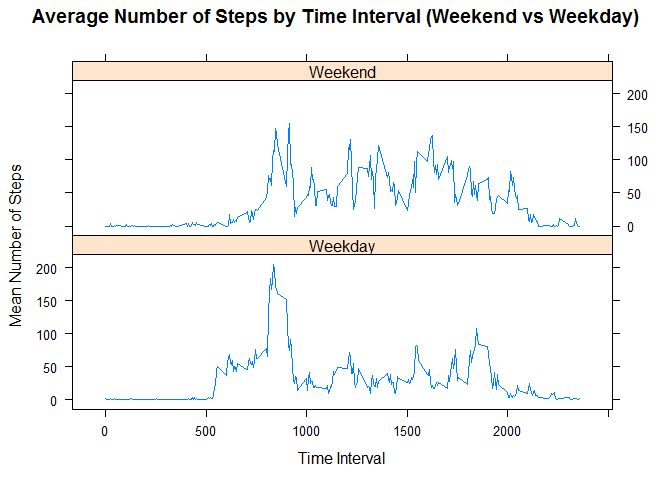 Average Number of Steps by Time Interval (Weekend vs Weekday)
Weekend
200
150
100
50
0
Mean Number of Steps
Weekday
200
150
100
50
0
0 500 1000 1500 2000
Time Interval